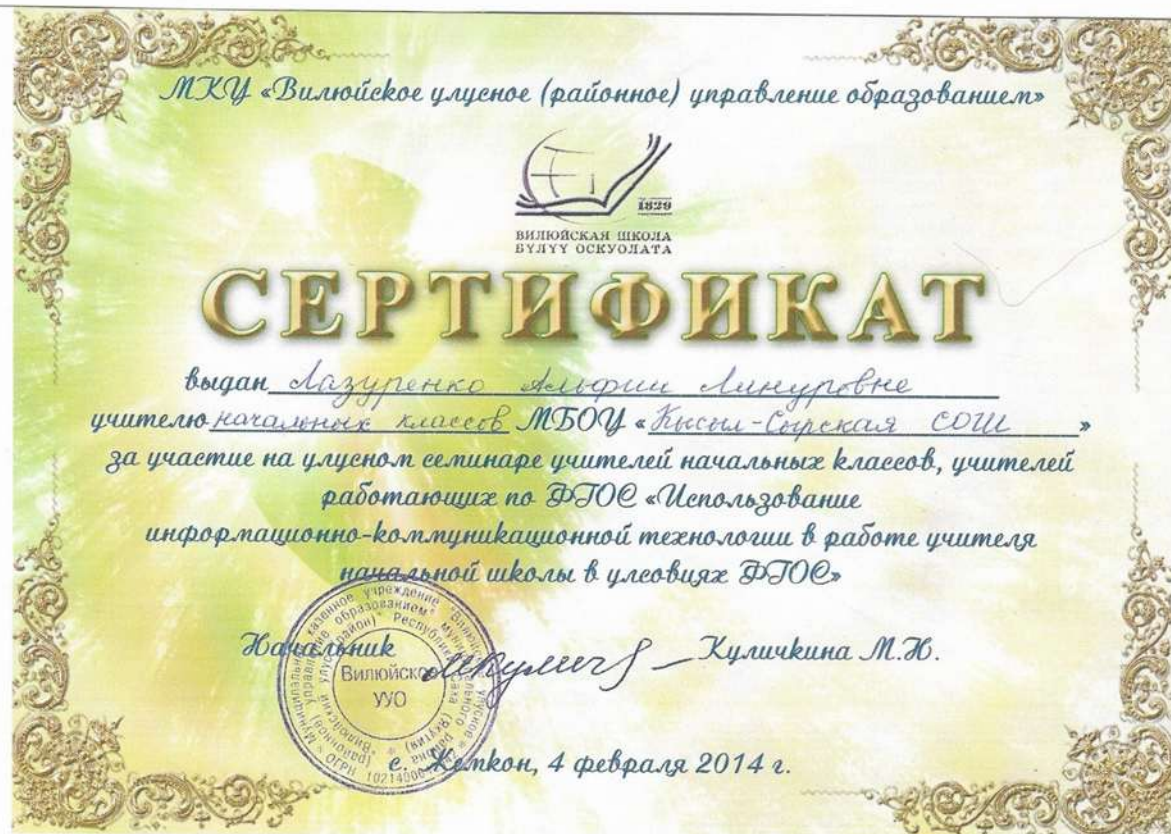 МКУ «Вилюйское улусное (районное) управление образованием»
1829
ВИЛЮЙСКАЯ ШКОЛА
БҮЛҮҮ ОСКУОЛАТА
СЕРТИФИКАТ
выдан Лазуренко Альфии Линуровне
учителю начальных классов МБОУ «Кысыл-Сырская СОШ»
за участие на улусном семинаре учителей начальных классов, учителей
работающих по ФГОС «Использование
информационно-коммуникационной технологии в работе учителя
начальной школы в улсовиях ФГОС»
Начальник Куличкина М.Н.
Вилюйское
УУО
с. Жемкон, 4 февраля 2014 г.